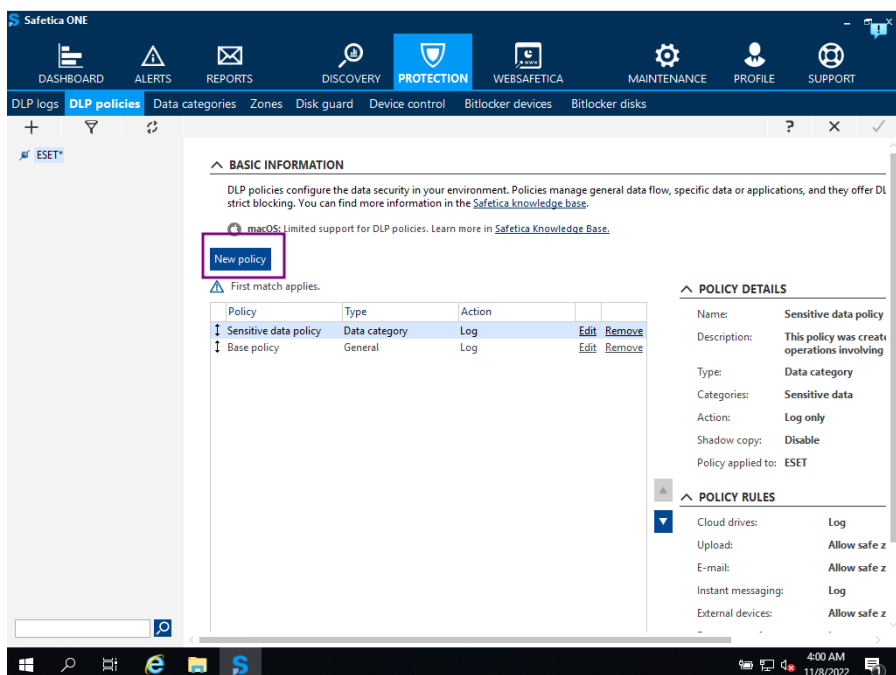 Safetica ONE
DASHBOARD ALERTS REPORTS DISCOVERY PROTECTION WEBSAFETICA MAINTENANCE PROFILE SUPPORT
DLP logs DLP policies Data categories Zones Disk guard Device control Bitlocker devices Bitlocker disks
ESET*
BASIC INFORMATION
DLP policies configure the data security in your environment. Policies manage general data flow, specific data or applications, and they offer DL
strict blocking. You can find more information in the Safetica knowledge base.
macOS: Limited support for DLP policies. Learn more in Safetica Knowledge Base.
New policy
First match applies.
Policy Type Action
Sensitive data policy Data category Log Edit Remove
Base policy General Log Edit Remove
POLICY DETAILS
Name: Sensitive data policy
Description: This policy was create
operations involving
Type: Data category
Categories: Sensitive data
Action: Log only
Shadow copy: Disable
Policy applied to: ESET
POLICY RULES
Cloud drives: Log
Upload: Allow safe z
E-mail: Allow safe z
Instant messaging: Log
External devices: Allow safe z
4:00 AM
11/8/2022